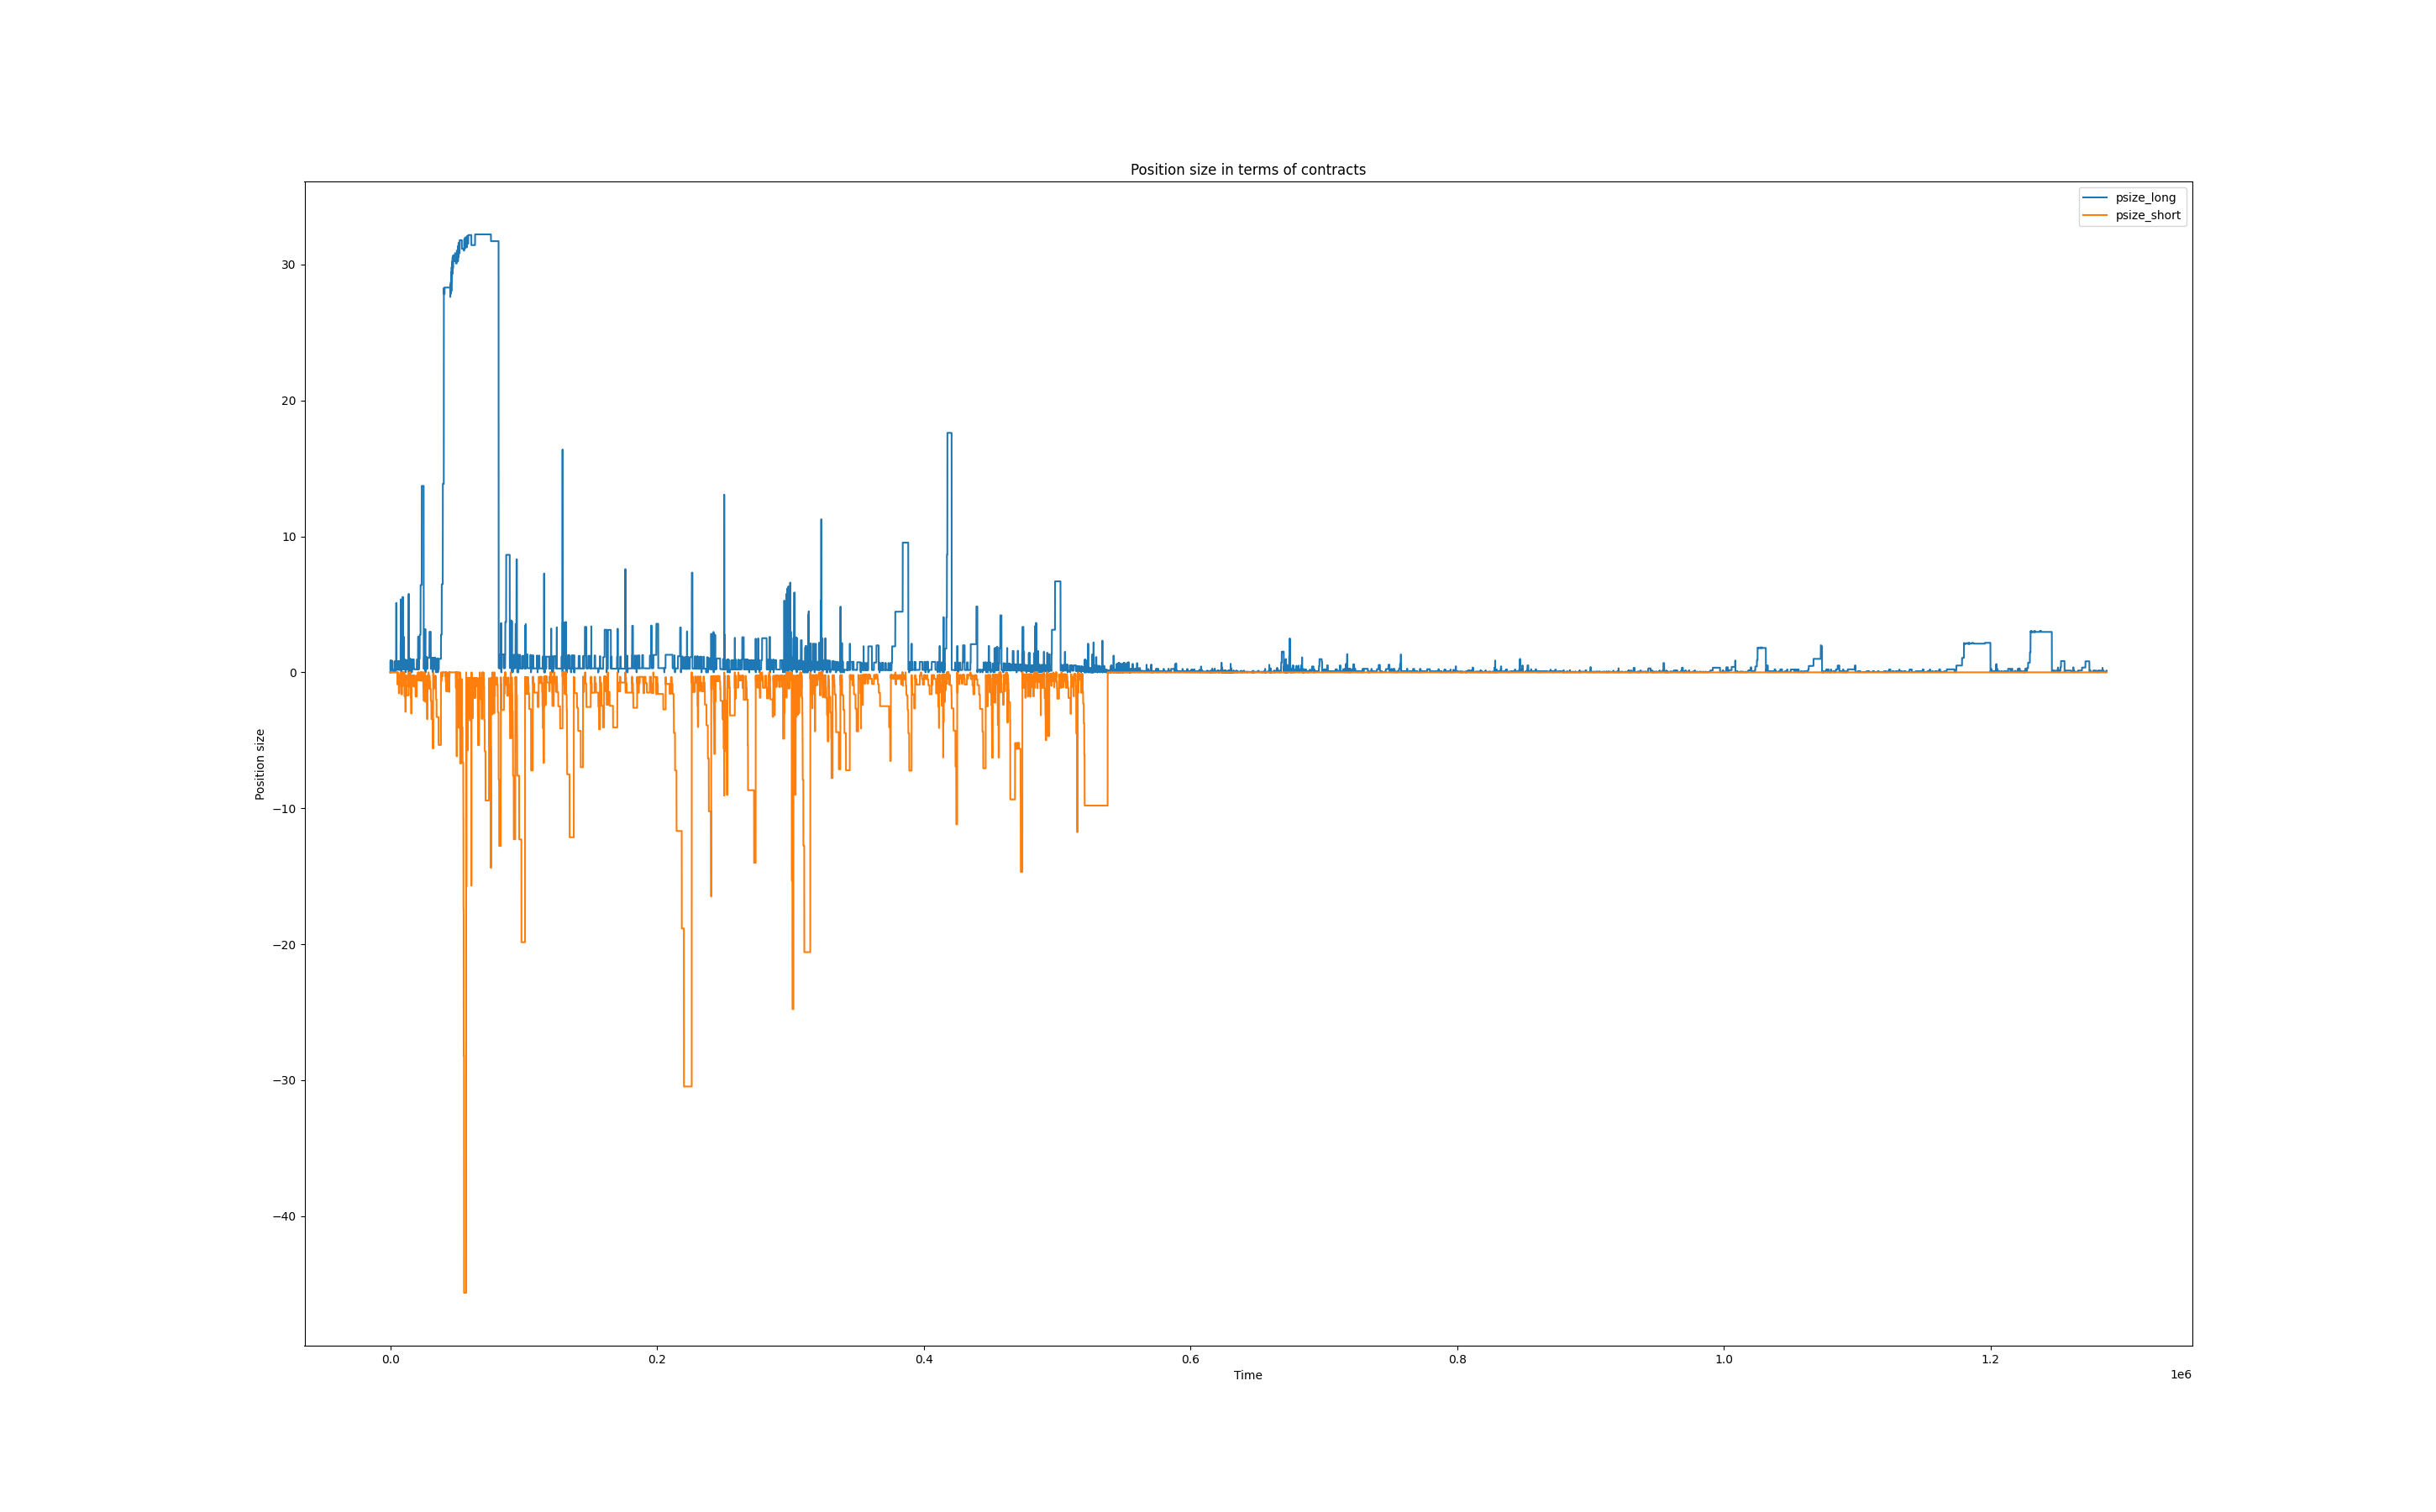 Position size in terms of contracts
psize_long
psize_short
30
20
10
0
−10
−20
−30
−40
Position size
0.0 0.2 0.4 0.6 0.8 1.0 1.2
Time
1e6